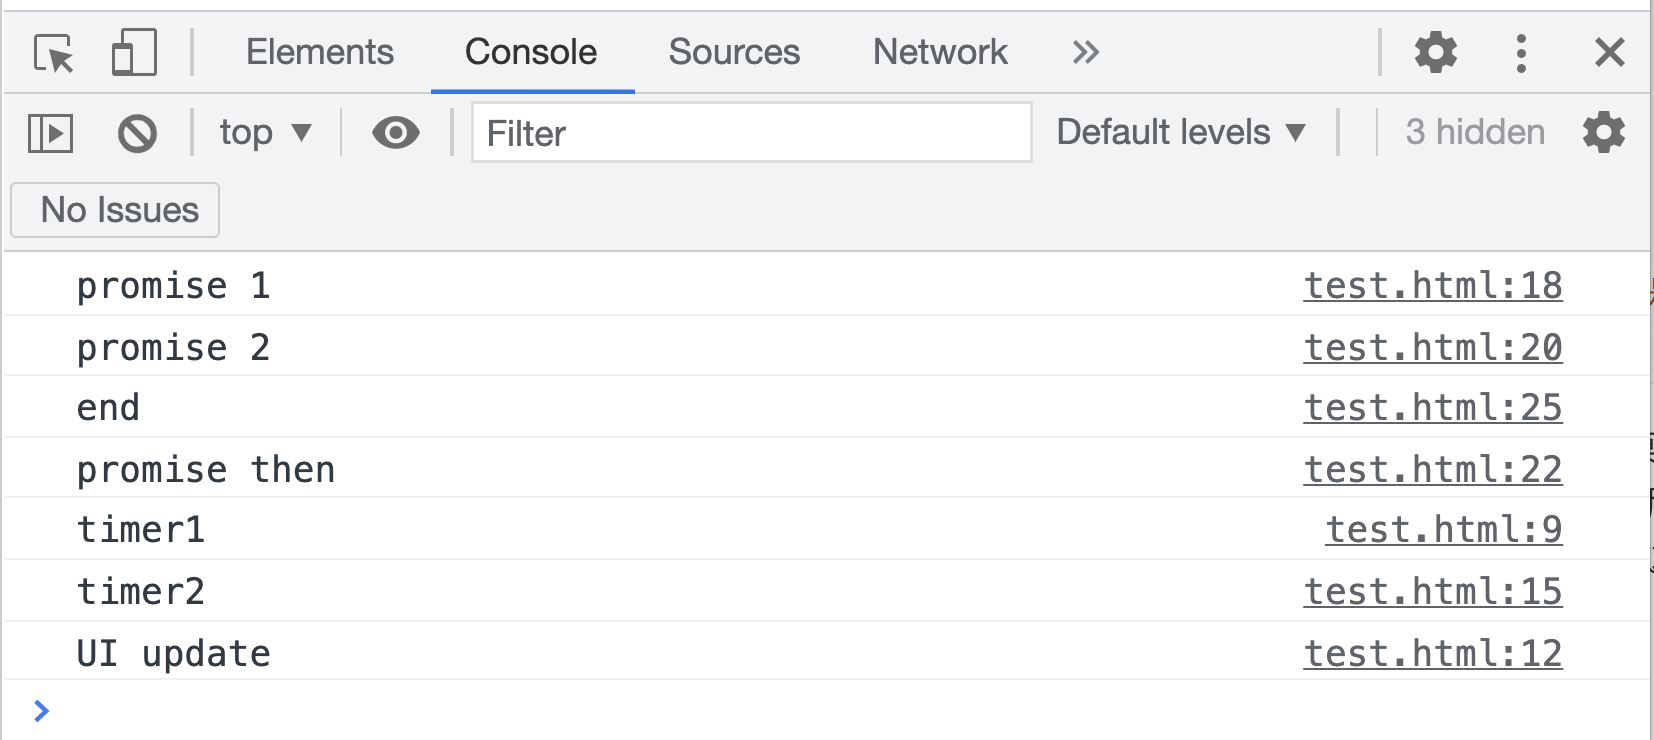 Elements Console Sources Network
top Filter Default levels 3 hidden
No Issues
promise 1 test.html:18
promise 2 test.html:20
end test.html:25
promise then test.html:22
timer1 test.html:9
timer2 test.html:15
UI update test.html:12